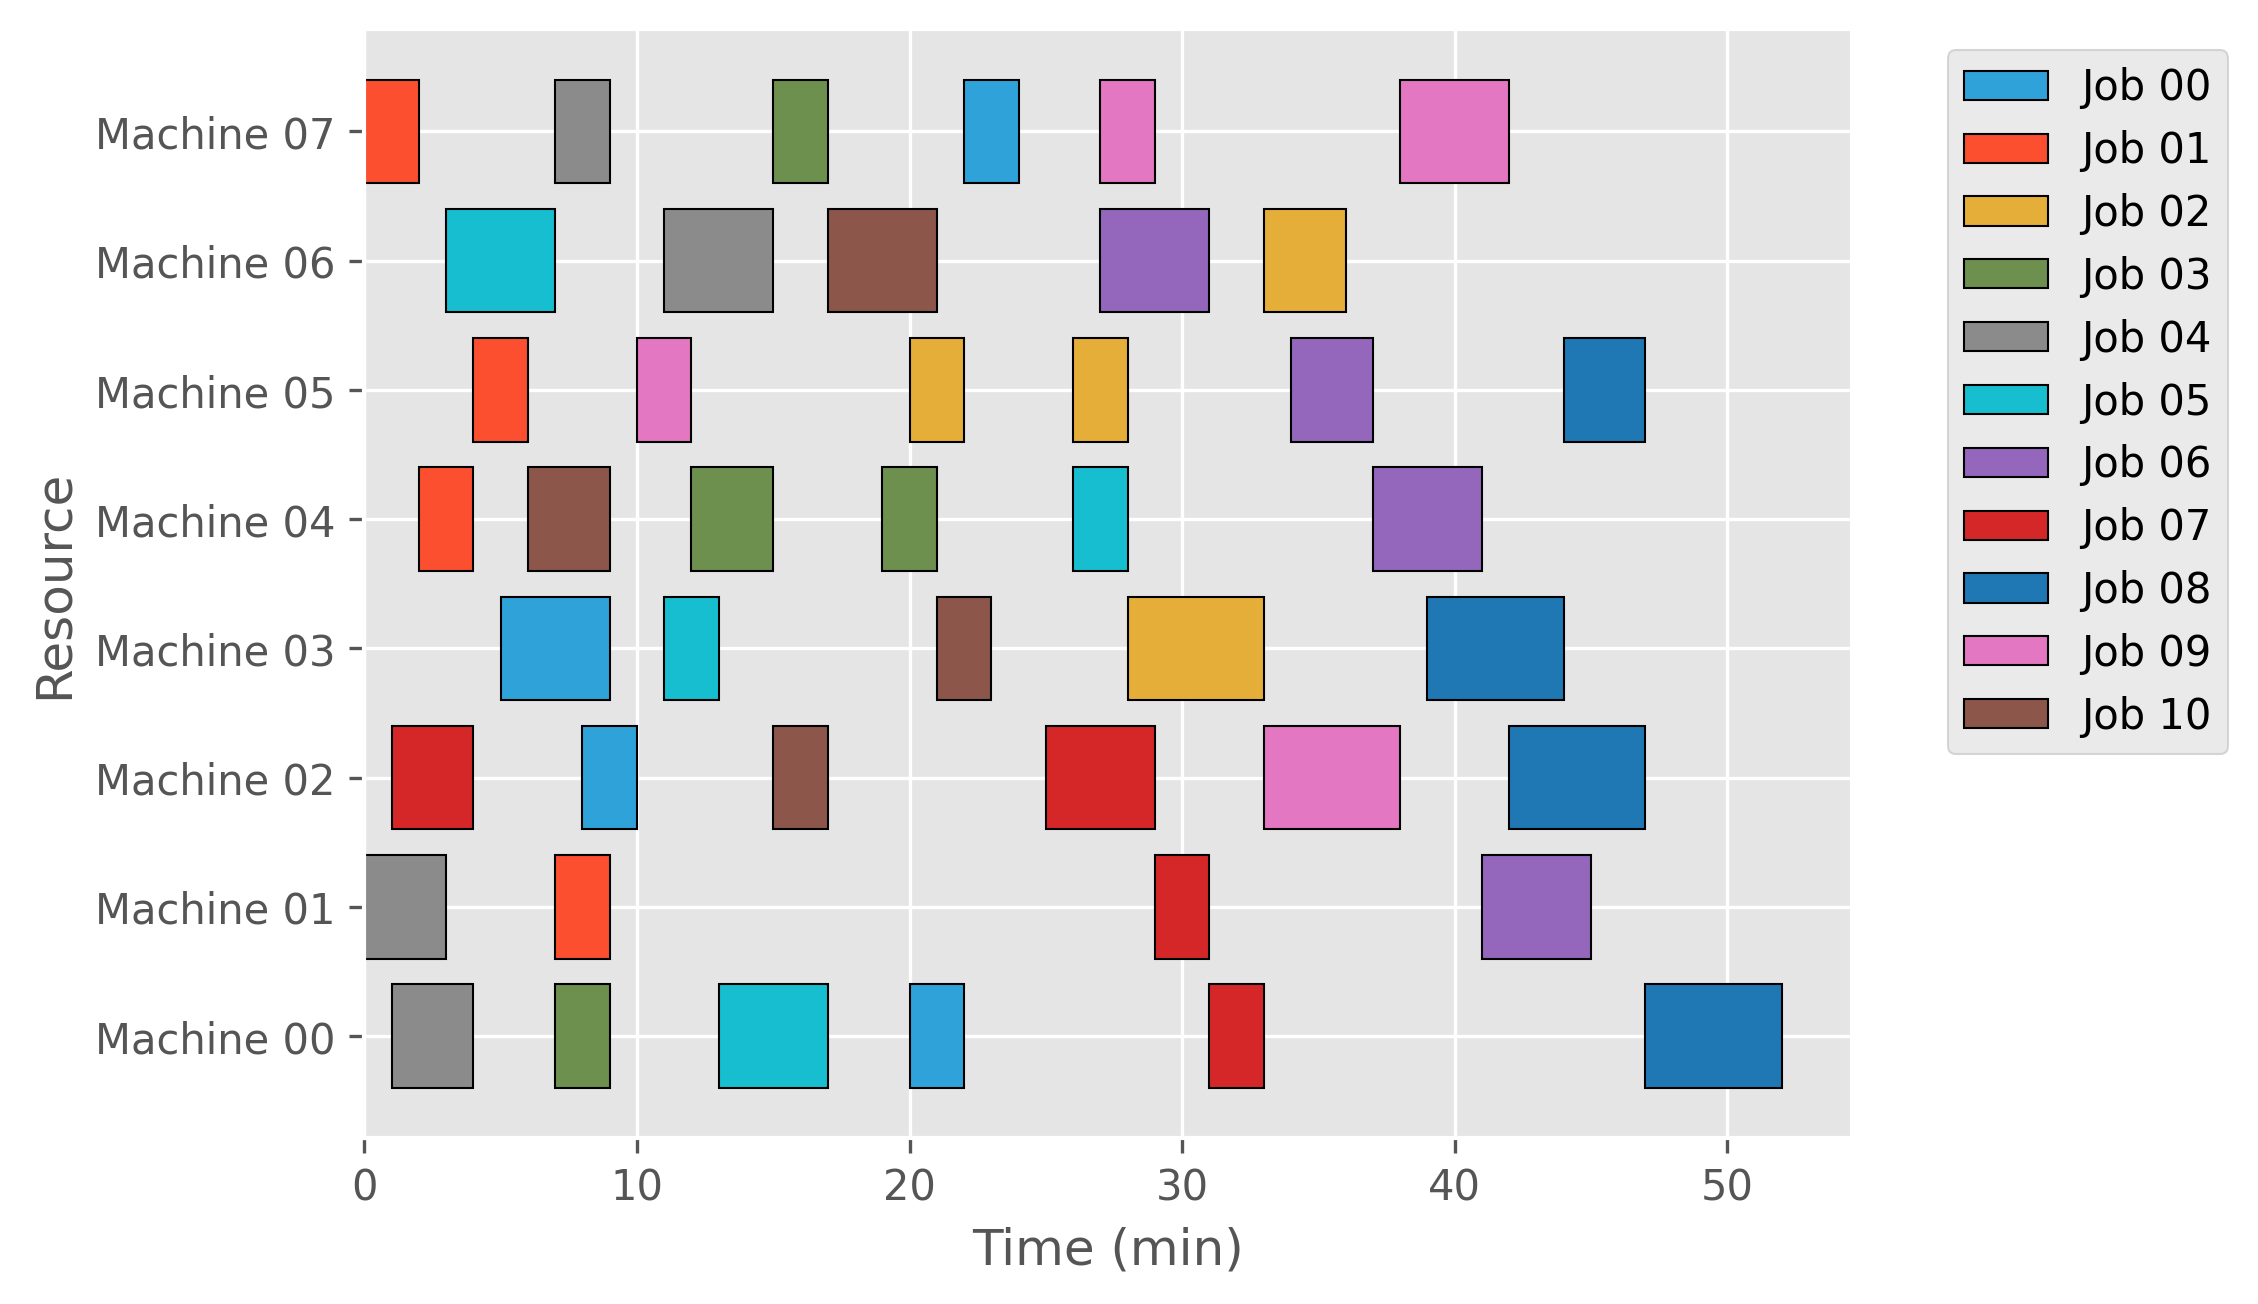 Machine 07
Machine 06
Machine 05
Machine 04
Machine 03
Machine 02
Machine 01
Machine 00
Resource
0 10 20 30 40 50
Time (min)
Job 00
Job 01
Job 02
Job 03
Job 04
Job 05
Job 06
Job 07
Job 08
Job 09
Job 10